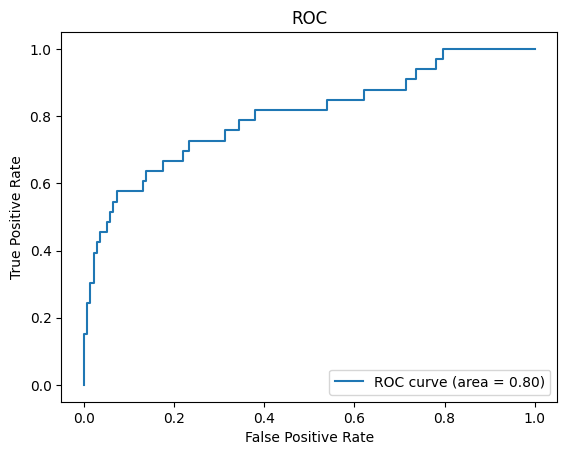 ROC
1.0
0.8
0.6
0.4
0.2
0.0
True Positive Rate
ROC curve (area = 0.80)
0.0 0.2 0.4 0.6 0.8 1.0
False Positive Rate